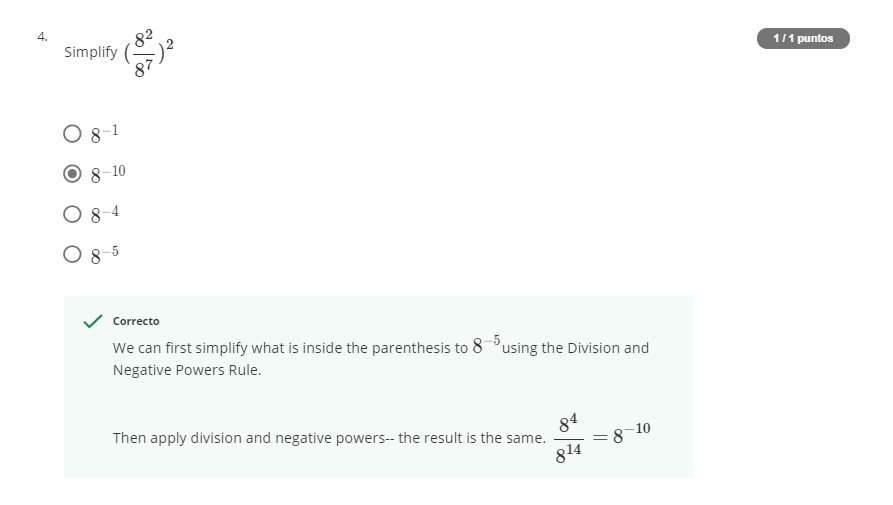 4.
Simplify $(\frac{8^2}{8^7})^2$
1 / 1 puntos
$8^{-1}$
$8^{-10}$
$8^{-4}$
$8^{-5}$
Correcto
We can first simplify what is inside the parenthesis to $8^{-5}$ using the Division and
Negative Powers Rule.
Then apply division and negative powers-- the result is the same. $\frac{8^4}{8^{14}} = 8^{-10}$